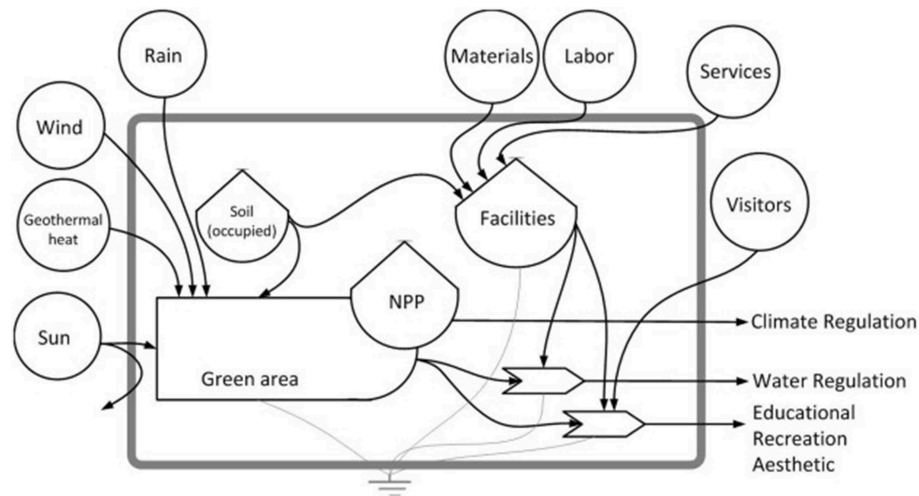 Rain
Materials
Labor
Services
Wind
Geothermal
heat
Soil
(occupied)
Facilities
Visitors
Sun
NPP
Green area
Climate Regulation
Water Regulation
Educational
Recreation
Aesthetic